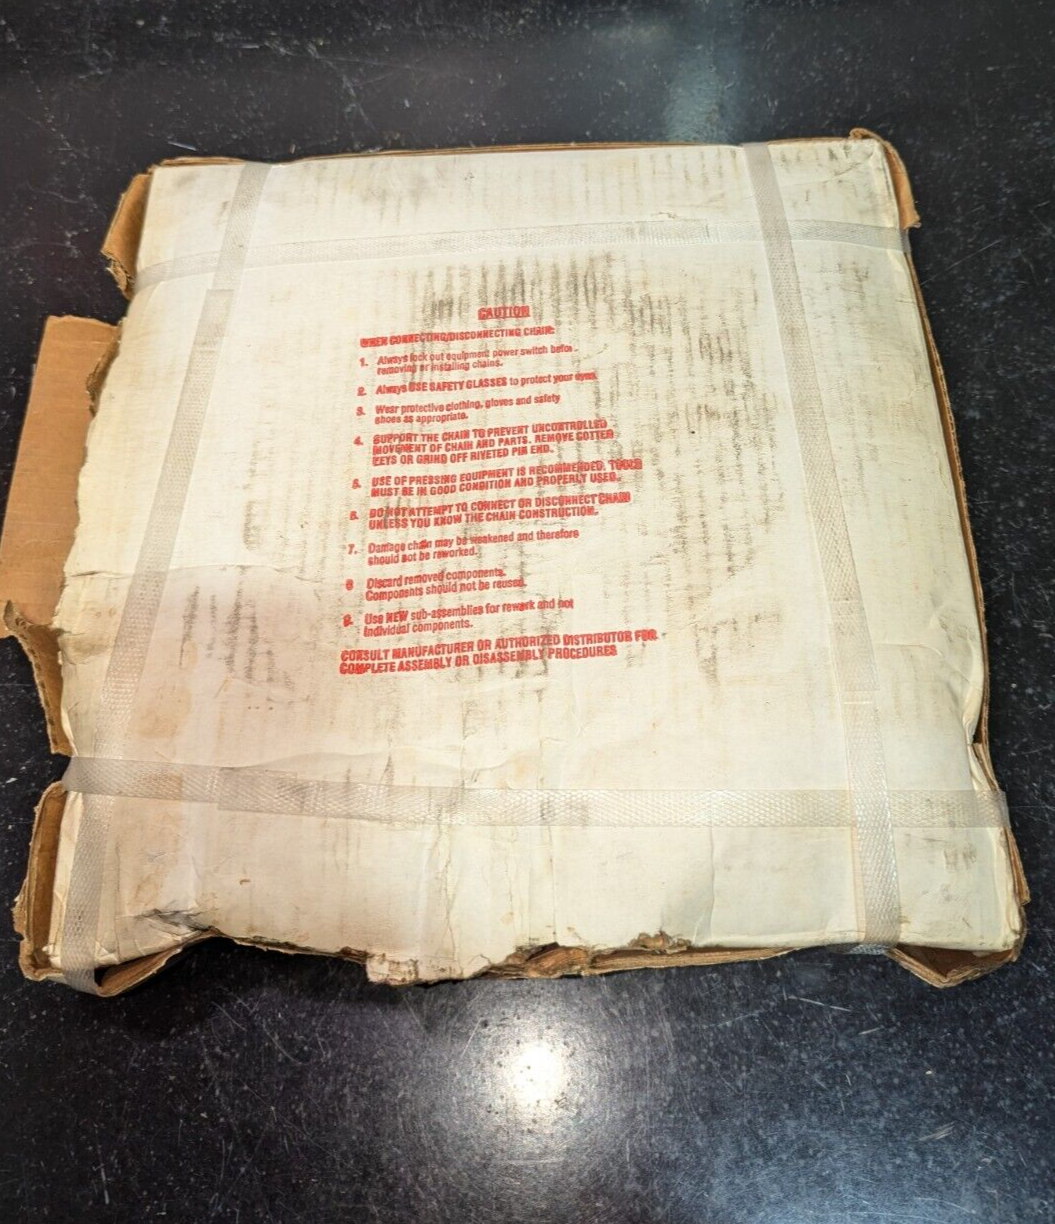 CAUTION
WHEN CONNECTING/DISCONNECTING CHAIN:
1. Always lock out equipment power switch before
removing or installing chains.
2. Always USE SAFETY GLASSES to protect your eyes.
3. Wear protective clothing, gloves and safety
shoes as appropriate.
4. SUPPORT THE CHAIN TO PREVENT UNCONTROLLED
MOVEMENT OF CHAIN AND PARTS. REMOVE COTTER
KEYS OR GRIND OFF RIVETED PIN END.
5. USE OF PRESSING EQUIPMENT IS RECOMMENDED. TOOLS
MUST BE IN GOOD CONDITION AND PROPERLY USED.
6. DO NOT ATTEMPT TO CONNECT OR DISCONNECT CHAIN
UNLESS YOU KNOW THE CHAIN CONSTRUCTION.
7. Damage chain may be weakened and therefore
should not be reworked.
8 Discard removed components.
Components should not be reused.
9. Use NEW sub-assemblies for rework and not
individual components.
CONSULT MANUFACTURER OR AUTHORIZED DISTRIBUTOR FOR
COMPLETE ASSEMBLY OR DISASSEMBLY PROCEDURES